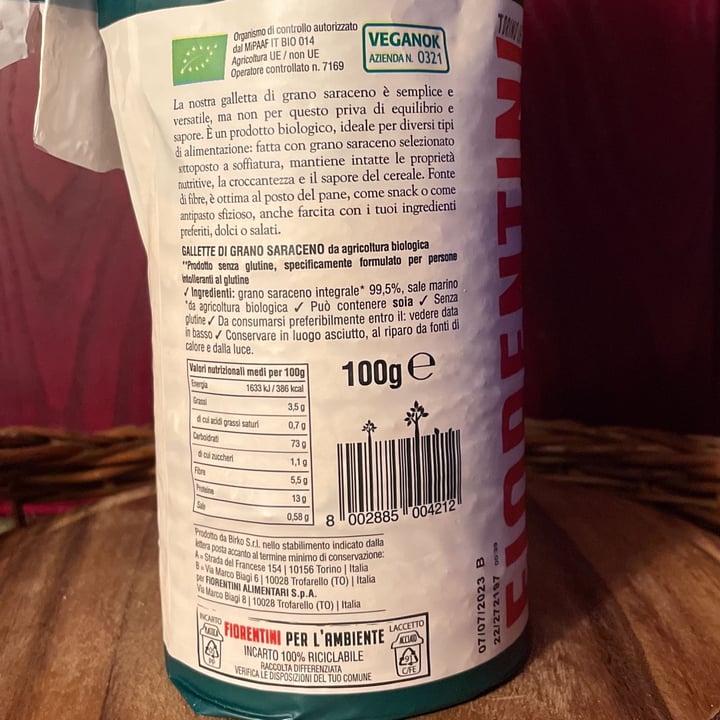 Organismo di controllo autorizzato
dal MiPAAF IT BIO 014
Agricoltura UE / non UE
Operatore controllato n. 7169
VEGANOK
AZIENDA N. 0321
La nostra galletta di grano saraceno è semplice e
versatile, ma non per questo priva di equilibrio e
sapore. È un prodotto biologico, ideale per diversi tipi
di alimentazione: fatta con grano saraceno selezionato
sottoposto a soffiatura, mantiene intatte le proprietà
nutritive, la croccantezza e il sapore del cereale. Fonte
di fibre, è ottima al posto del pane, come snack o come
antipasto sfizioso, anche farcita con i tuoi ingredienti
preferiti, dolci o salati.
GALLETTE DI GRANO SARACENO da agricoltura biologica
**Prodotto senza glutine, specificamente formulato per persone
intolleranti al glutine
✓ Ingredienti: grano saraceno integrale* 99,5%, sale marino
*da agricoltura biologica ✓ Può contenere soia ✓ Senza
glutine ✓ Da consumarsi preferibilmente entro il: vedere data
in basso ✓ Conservare in luogo asciutto, al riparo da fonti di
calore e dalla luce.
Valori nutrizionali medi per 100g
Energia 1633 kJ / 386 kcal
Grassi 3,5 g
di cui acidi grassi saturi 0,7 g
Carboidrati 73 g
di cui zuccheri 1,1 g
Fibre 5,5 g
Proteine 13 g
Sale 0,58 g
100g e
8 002885 004212
Prodotto da Birko S.r.l. nello stabilimento indicato dalla
lettera posta accanto al termine minimo di conservazione:
A = Strada del Francese 154 | 10156 Torino | Italia
B = Via Marco Biagi 6 | 10028 Trofarello (TO) | Italia
per FIORENTINI ALIMENTARI S.p.A.
Via Marco Biagi 8 | 10028 Trofarello (TO) | Italia
INCARTO
PLASTICA
PP
FIORENTINI PER L'AMBIENTE
INCARTO 100% RICICLABILE
RACCOLTA DIFFERENZIATA
VERIFICA LE DISPOSIZIONI DEL TUO COMUNE
LACCETTO
ACCIAIO
91
C/FE
07/07/2023 B
22/272197
TORINO
FIORENTINI